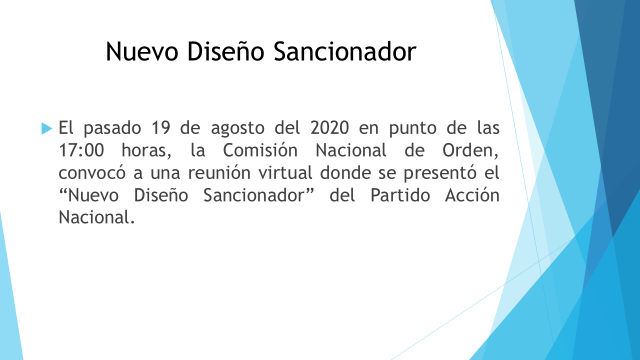 Nuevo Diseño Sancionador
El pasado 19 de agosto del 2020 en punto de las
17:00 horas, la Comisión Nacional de Orden,
convocó a una reunión virtual donde se presentó el
“Nuevo Diseño Sancionador” del Partido Acción
Nacional.